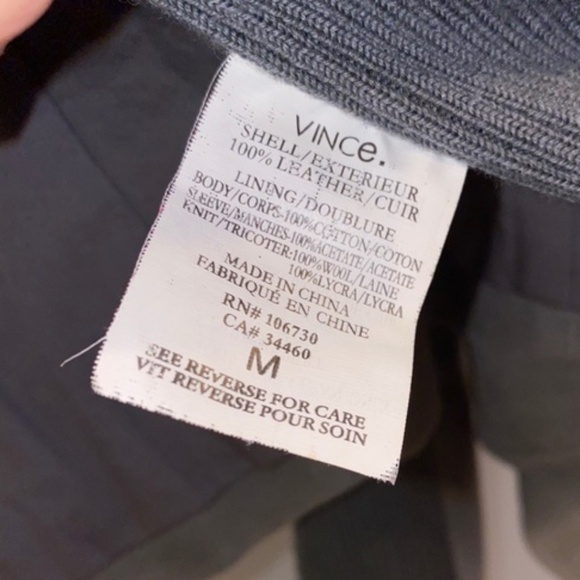 VINCe.
SHELL/EXTERIEUR
100% LEATHER/CUIR
LINING/DOUBLURE
BODY/CORPS-100%COTTON/COTON
SLEEVE/MANCHES-100%ACETATE/ACETATE
KNIT/TRICOTER:100%WOOL/LAINE
100%LYCRA/LYCRA
MADE IN CHINA
FABRIQUÉ EN CHINE
RN# 106730
CA# 34460
M
SEE REVERSE FOR CARE
VIT REVERSE POUR SOIN